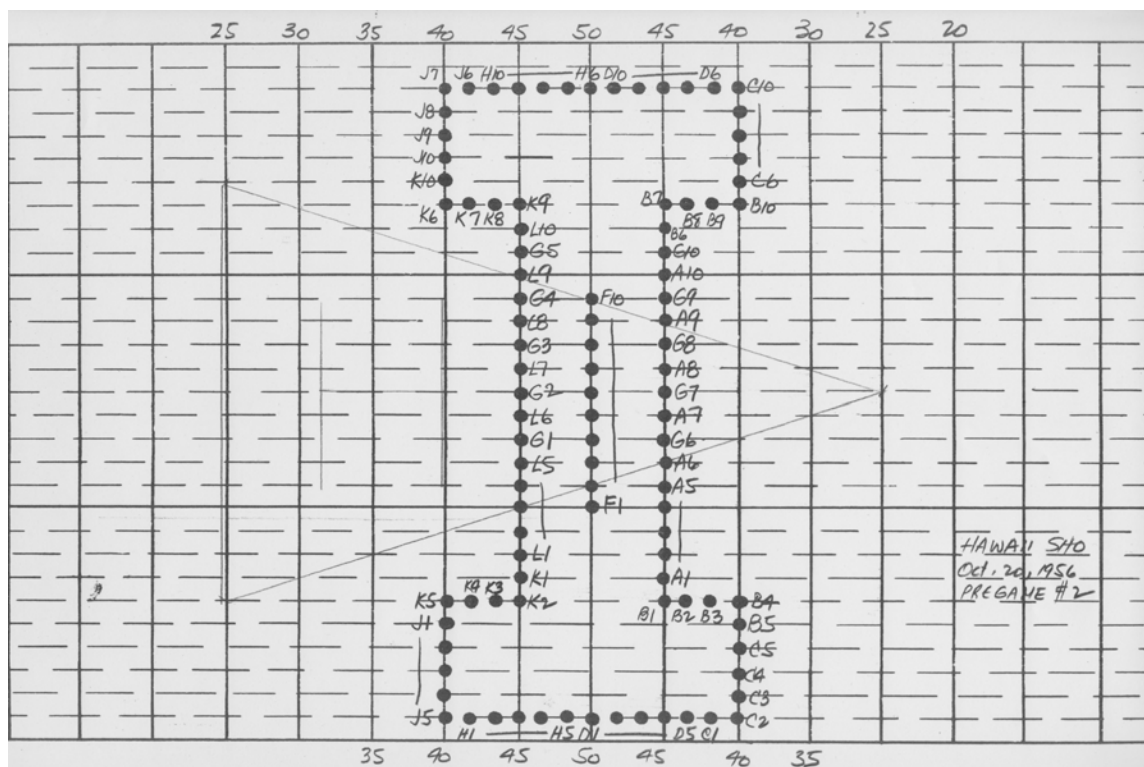 25 30 35 40 45 50 45 40 30 25 20
J7 J6 H10 H6 D10 D6 C10
J8
J9
J10
K10 C6
K6 K7 K8 K9 B7 B8 B9 B10
L10 B6
G5 G10
L9 A10
G4 F10 G9
L8 A9
G3 G8
L7 A8
G2 G7
L6 A7
G1 G6
L5 A6
A5
F1
L1
K1 A1
K5 K4 K3 K2 B1 B2 B3 B4
J1 B5
C5
C4
C3
J5 H1 H5 D1 D5 C1 C2
35 40 45 50 45 40 35
HAWAII SHO
Oct. 20, 1956
PREGAME #2